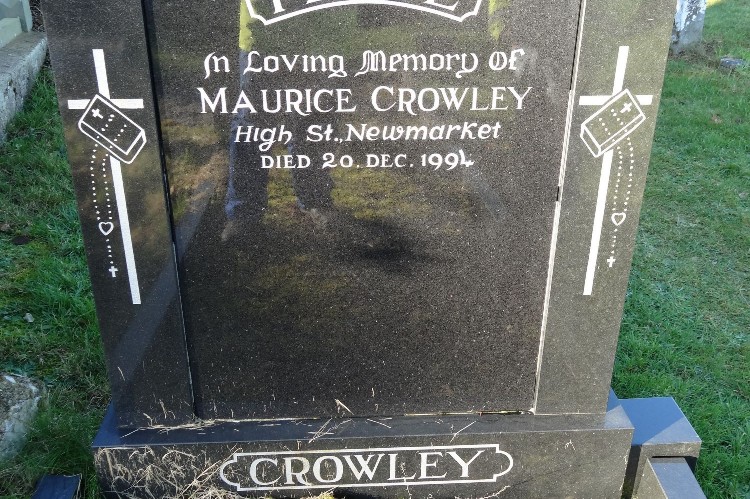 In Loving Memory Of
MAURICE CROWLEY
High St., Newmarket
DIED 20. DEC. 1994
CROWLEY